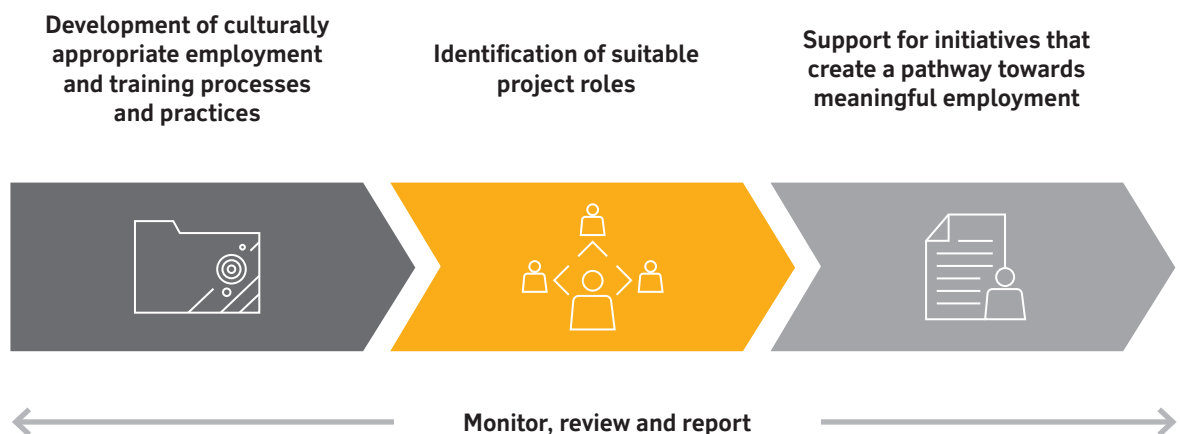 Development of culturally
appropriate employment
and training processes
and practices
Identification of suitable
project roles
Support for initiatives that
create a pathway towards
meaningful employment
Monitor, review and report